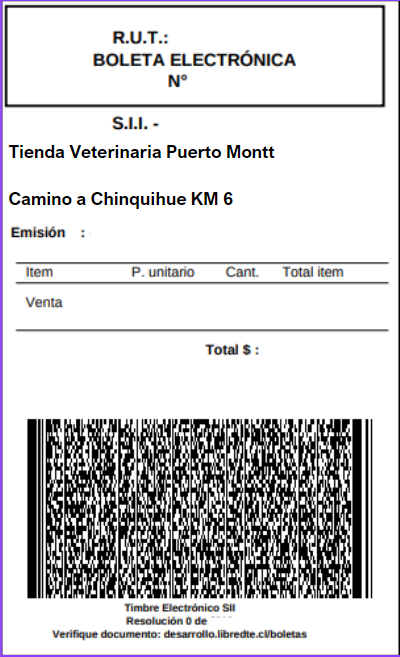 R.U.T.:
BOLETA ELECTRÓNICA
N°
S.I.I. -
Tienda Veterinaria Puerto Montt
Camino a Chinquihue KM 6
Emisión :
Item P. unitario Cant. Total item
Venta
Total $ :
Timbre Electrónico SII
Resolución 0 de
Verifique documento: desarrollo.libredte.cl/boletas